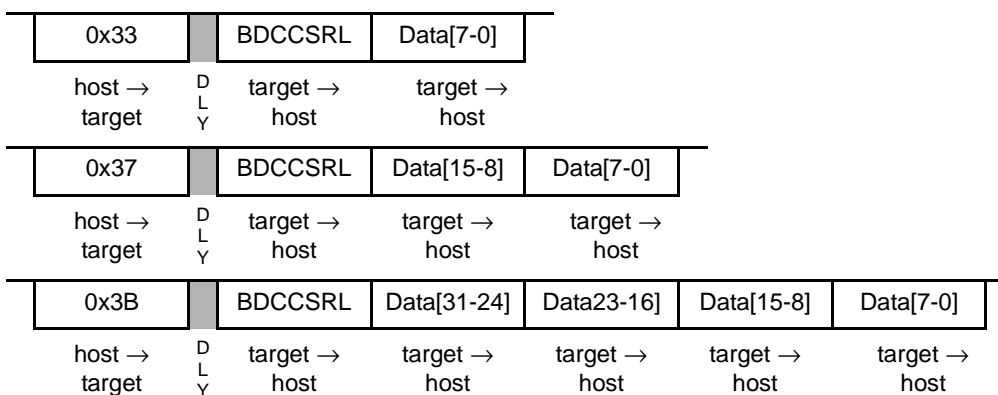 0x33 BDCCSRL Data[7-0]
host → D L Y target → target →
target host host
0x37 BDCCSRL Data[15-8] Data[7-0]
host → D L Y target → target → target →
target host host host
0x3B BDCCSRL Data[31-24] Data23-16] Data[15-8] Data[7-0]
host → D L Y target → target → target → target → target →
target host host host host host